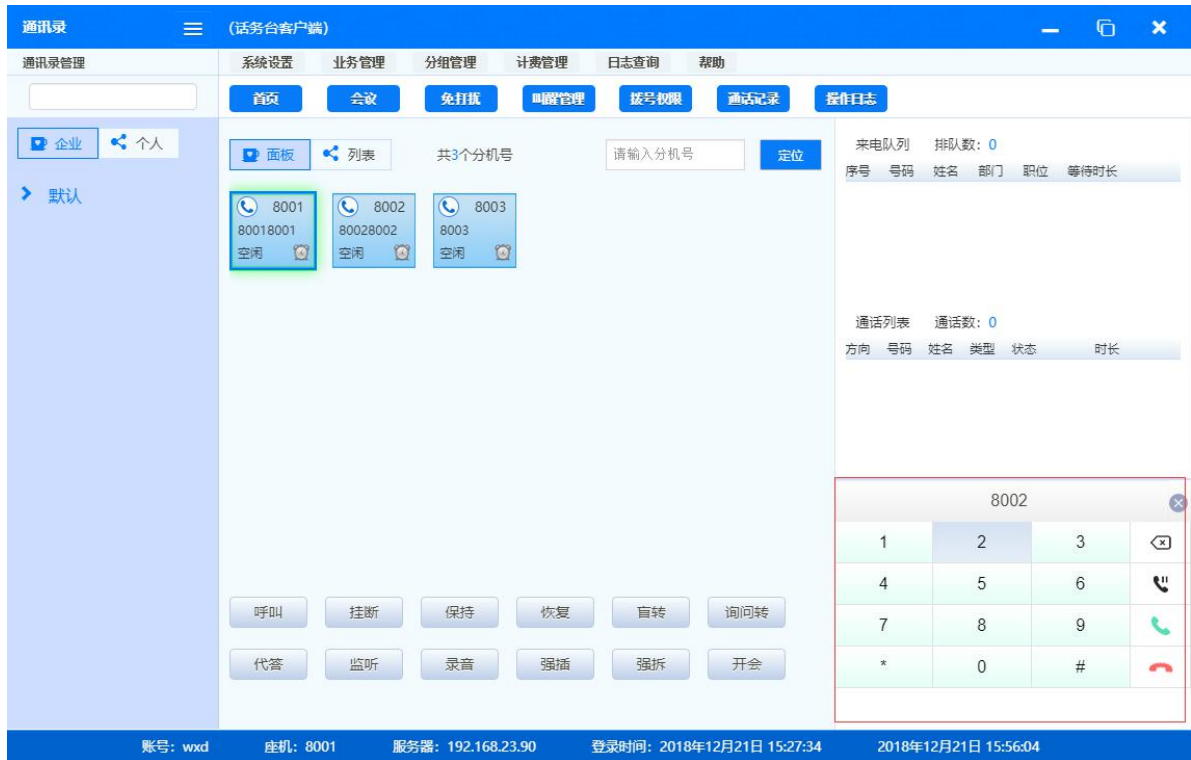 通讯录
(话务台客户端)
通讯录管理
系统设置 业务管理 分组管理 计费管理 日志查询 帮助
首页 会议 免打扰 叫醒管理 拨号权限 通话记录 操作日志
企业 个人
默认
面板 列表 共3个分机号 请输入分机号 定位
8001 8002 8003
80018001 80028002 8003
空闲 空闲 空闲
来电队列 排队数: 0
序号 号码 姓名 部门 职位 等待时长
通话列表 通话数: 0
方向 号码 姓名 类型 状态 时长
8002
1 2 3
4 5 6
7 8 9
* 0 #
呼叫 挂断 保持 恢复 盲转 询问转
代答 监听 录音 强插 强拆 开会
账号: wxd 座机: 8001 服务器: 192.168.23.90 登录时间: 2018年12月21日 15:27:34 2018年12月21日 15:56:04